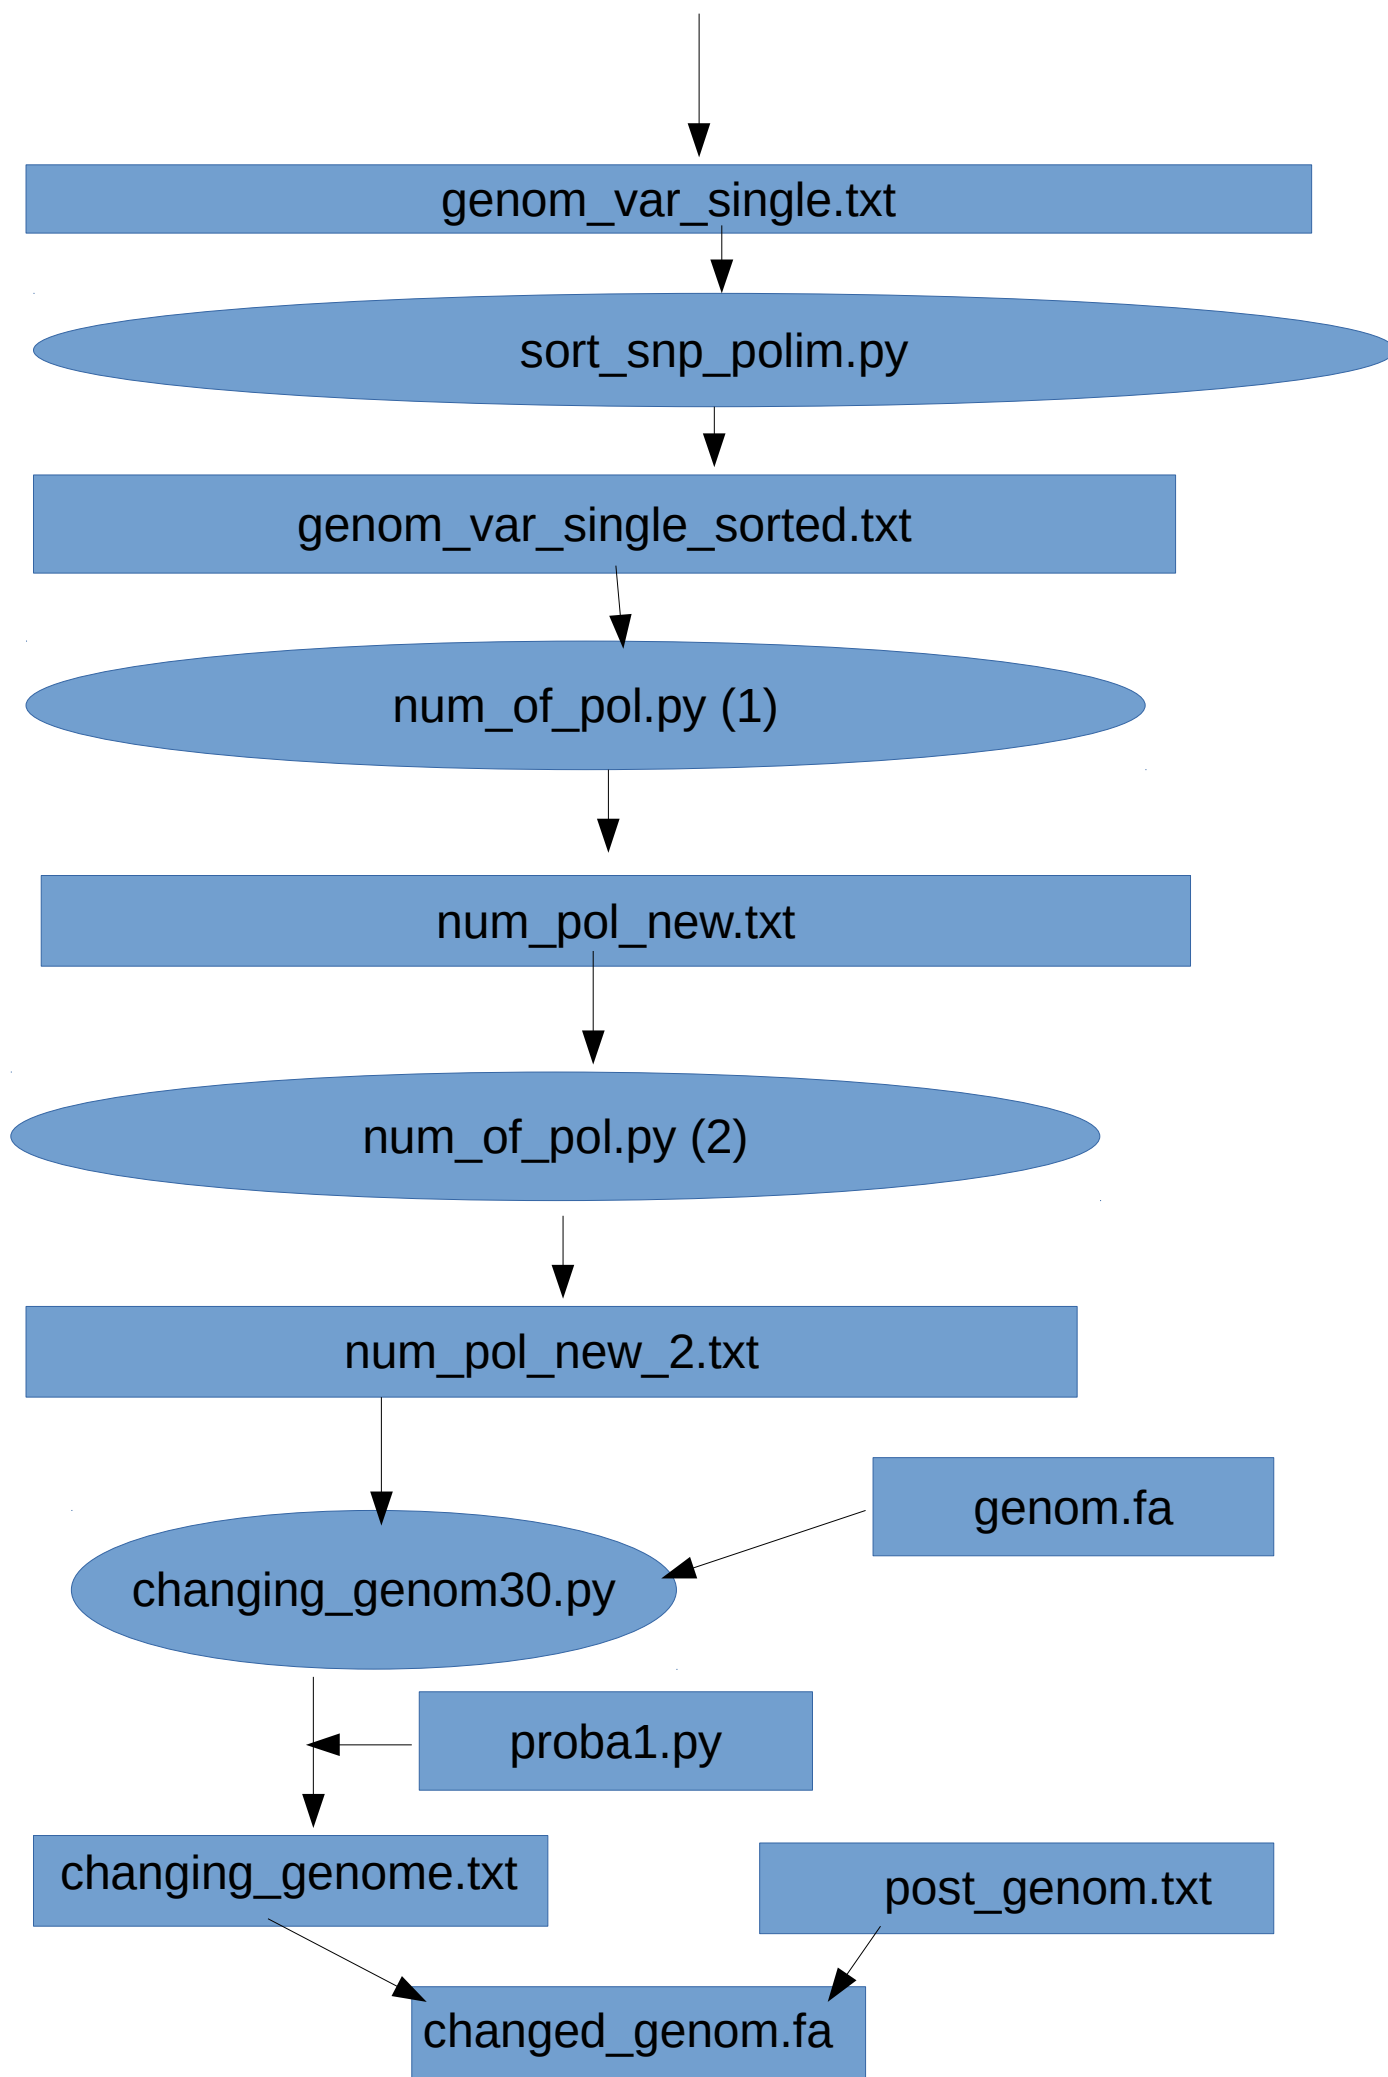 genom_var_single.txt
sort_snp_polim.py
genom_var_single_sorted.txt
num_of_pol.py (1)
num_pol_new.txt
num_of_pol.py (2)
num_pol_new_2.txt
genom.fa
changing_genom30.py
proba1.py
changing_genome.txt
post_genom.txt
changed_genom.fa